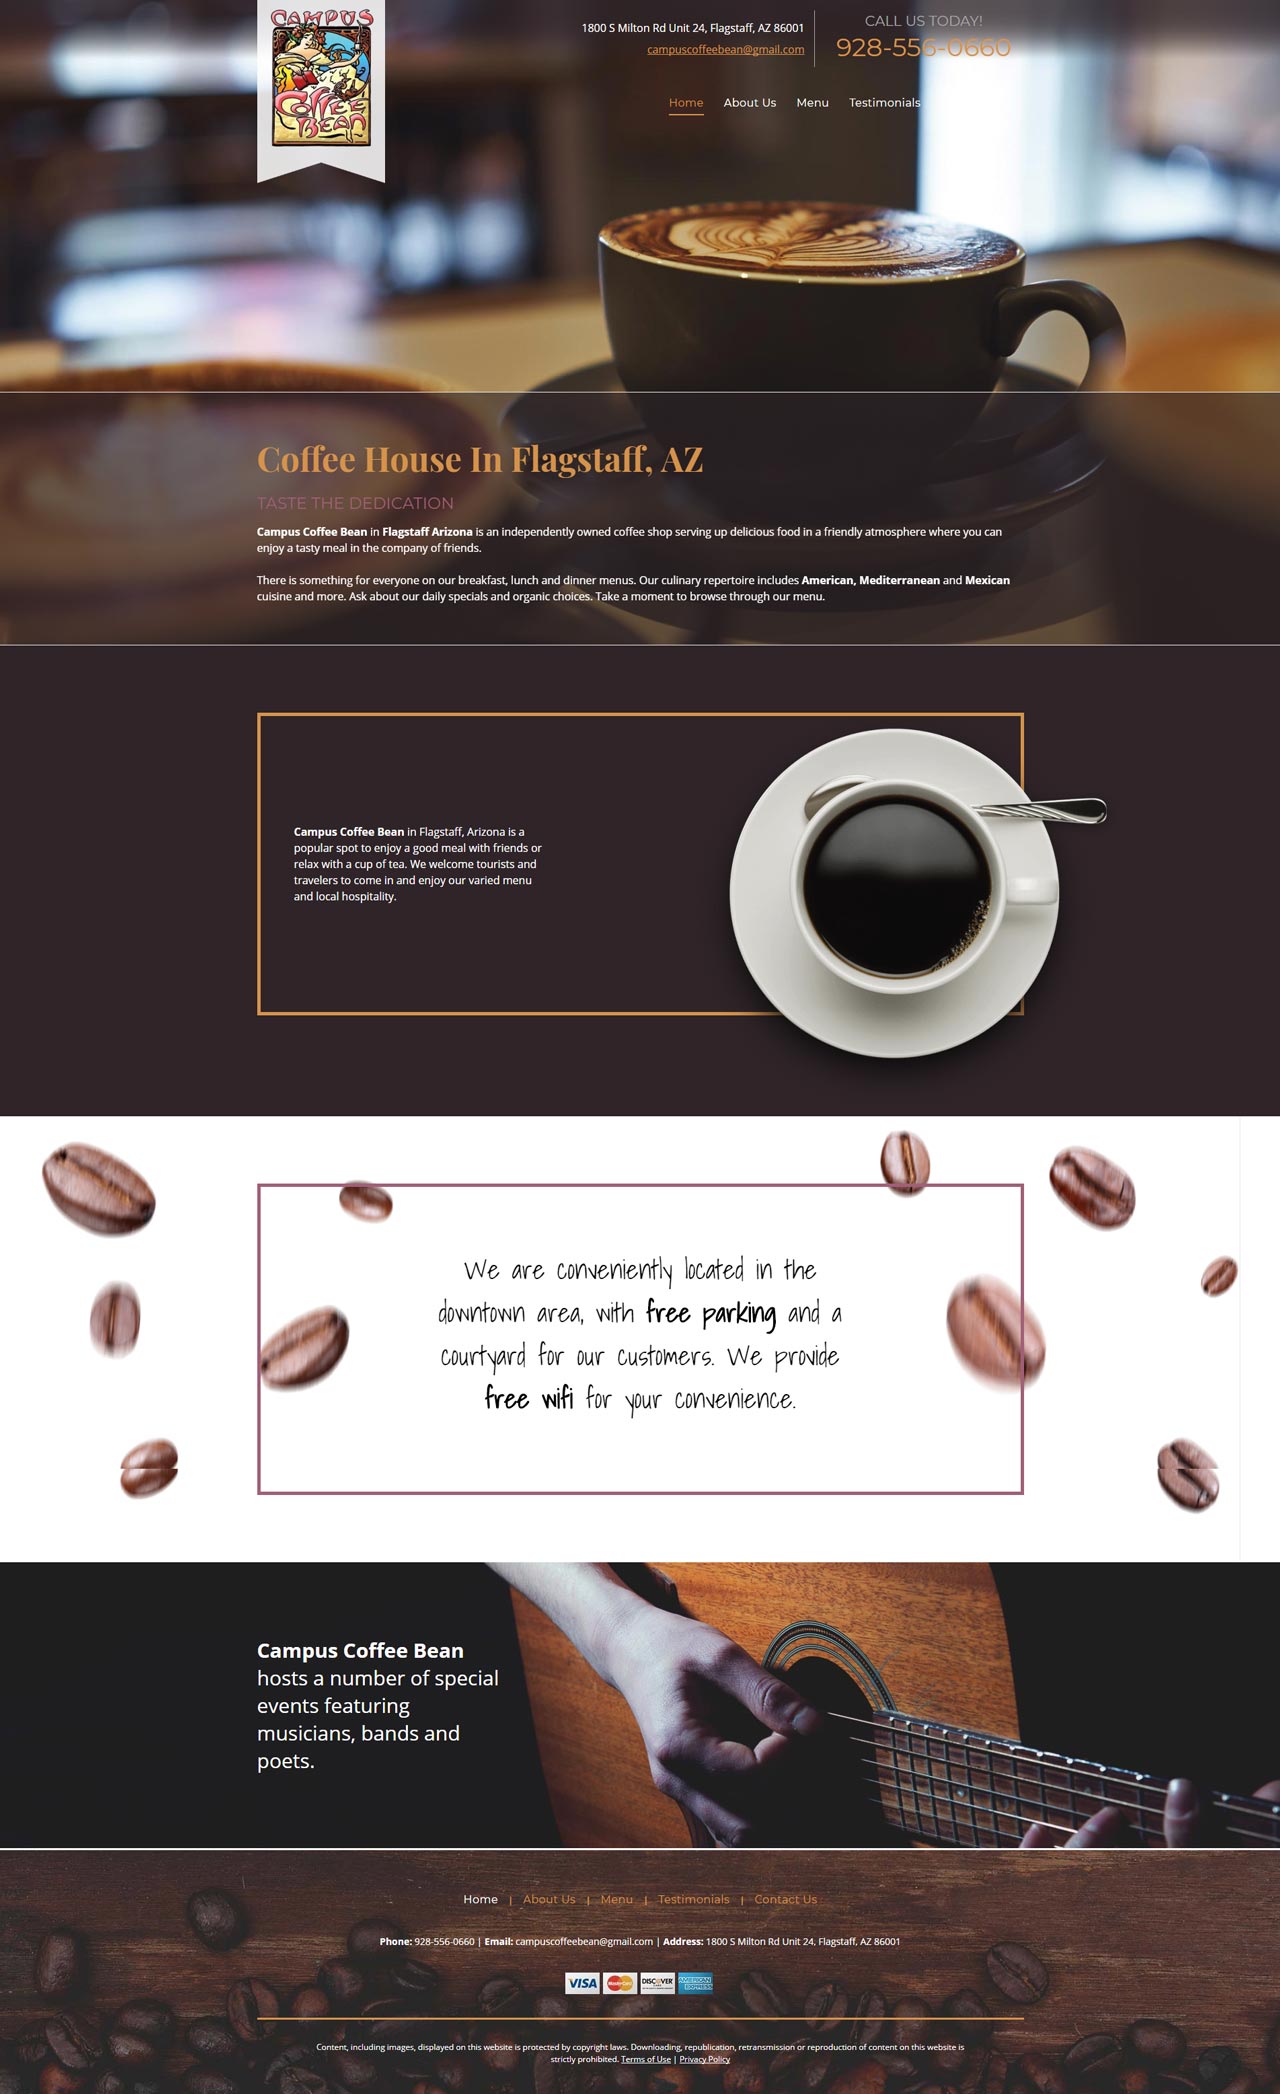 CAMPUS
Coffee
BEAN
1800 S Milton Rd Unit 24, Flagstaff, AZ 86001
campuscoffeebean@gmail.com
CALL US TODAY!
928-556-0660
Home About Us Menu Testimonials
Coffee House In Flagstaff, AZ
TASTE THE DEDICATION
Campus Coffee Bean in Flagstaff Arizona is an independently owned coffee shop serving up delicious food in a friendly atmosphere where you can
enjoy a tasty meal in the company of friends.
There is something for everyone on our breakfast, lunch and dinner menus. Our culinary repertoire includes American, Mediterranean and Mexican
cuisine and more. Ask about our daily specials and organic choices. Take a moment to browse through our menu.
Campus Coffee Bean in Flagstaff, Arizona is a
popular spot to enjoy a good meal with friends or
relax with a cup of tea. We welcome tourists and
travelers to come in and enjoy our varied menu
and local hospitality.
We are conveniently located in the
downtown area, with free parking and a
courtyard for our customers. We provide
free wifi for your convenience.
Campus Coffee Bean
hosts a number of special
events featuring
musicians, bands and
poets.
Home | About Us | Menu | Testimonials | Contact Us
Phone: 928-556-0660 | Email: campuscoffeebean@gmail.com | Address: 1800 S Milton Rd Unit 24, Flagstaff, AZ 86001
VISA MasterCard DISCOVER AMERICAN EXPRESS
Content, including images, displayed on this website is protected by copyright laws. Downloading, republication, retransmission or reproduction of content on this website is
strictly prohibited. Terms of Use | Privacy Policy